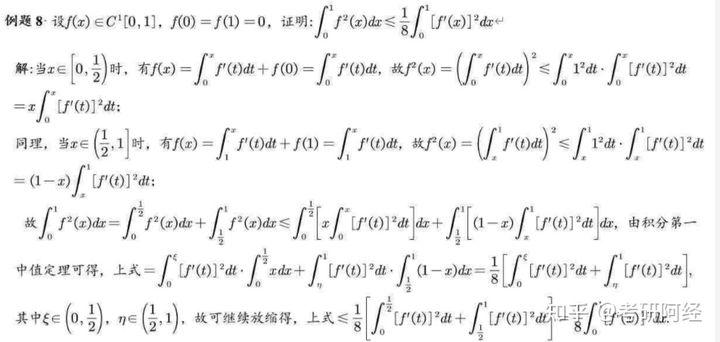 例题8 设f(x)∈C¹[0,1], f(0)=f(1)=0, 证明:∫₀¹f²(x)dx≤1/8∫₀¹[f′(x)]²dx↵
解:当x∈[0,1/2)时, 有f(x)=∫₀ˣf′(t)dt+f(0)=∫₀ˣf′(t)dt, 故f²(x)=(∫₀ˣf′(t)dt)²≤∫₀ˣ1²dt·∫₀ˣ[f′(t)]²dt
=x∫₀ˣ[f′(t)]²dt;
同理, 当x∈(1/2,1]时, 有f(x)=∫₁ˣf′(t)dt+f(1)=∫₁ˣf′(t)dt, 故f²(x)=(∫ₓ¹f′(t)dt)²≤∫ₓ¹1²dt·∫ₓ¹[f′(t)]²dt
=(1−x)∫ₓ¹[f′(t)]²dt;
故∫₀¹f²(x)dx=∫₀^{1/2}f²(x)dx+∫_{1/2}¹f²(x)dx≤∫₀^{1/2}[x∫₀ˣ[f′(t)]²dt]dx+∫_{1/2}¹[(1−x)∫ₓ¹[f′(t)]²dt]dx, 由积分第一
中值定理可得, 上式=∫₀^ξ[f′(t)]²dt·∫₀^{1/2}xdx+∫_η¹[f′(t)]²dt·∫_{1/2}¹(1−x)dx=1/8[∫₀^ξ[f′(t)]²dt+∫_η¹[f′(t)]²dt],
其中ξ∈(0,1/2), η∈(1/2,1), 故可继续放缩得, 上式≤1/8[∫₀^{1/2}[f′(t)]²dt+∫_{1/2}¹[f′(t)]²dt]=1/8∫₀¹[f′(x)]²dx.
知乎 @考研阿经